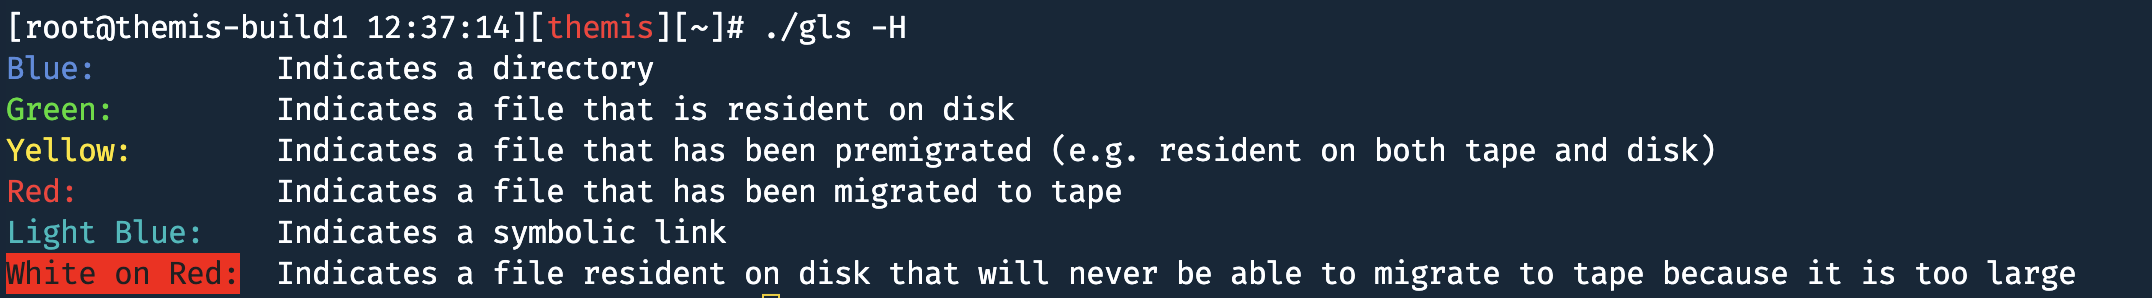 [root@themis-build1 12:37:14][themis][~]# ./gls -H
Blue: Indicates a directory
Green: Indicates a file that is resident on disk
Yellow: Indicates a file that has been premigrated (e.g. resident on both tape and disk)
Red: Indicates a file that has been migrated to tape
Light Blue: Indicates a symbolic link
White on Red: Indicates a file resident on disk that will never be able to migrate to tape because it is too large